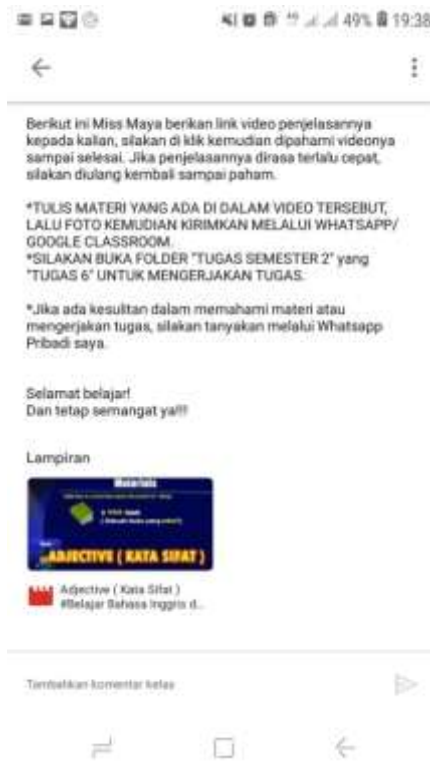 49% 19:38
Berikut ini Miss Maya berikan link video penjelasannya
kepada kalian, silakan di klik kemudian dipahami videonya
sampai selesai. Jika penjelasannya dirasa terlalu cepat,
silakan diulang kembali sampai paham.
*TULIS MATERI YANG ADA DI DALAM VIDEO TERSEBUT,
LALU FOTO KEMUDIAN KIRIMKAN MELALUI WHATSAPP/
GOOGLE CLASSROOM.
*SILAKAN BUKA FOLDER "TUGAS SEMESTER 2" yang
"TUGAS 6" UNTUK MENGERJAKAN TUGAS.
*Jika ada kesulitan dalam memahami materi atau
mengerjakan tugas, silakan tanyakan melalui Whatsapp
Pribadi saya.
Selamat belajar!
Dan tetap semangat ya!!!
Lampiran
Materials
ADJECTIVE ( KATA SIFAT )
Adjective ( Kata Sifat )
#Belajar Bahasa Inggris d...
Tambahkan komentar kelas